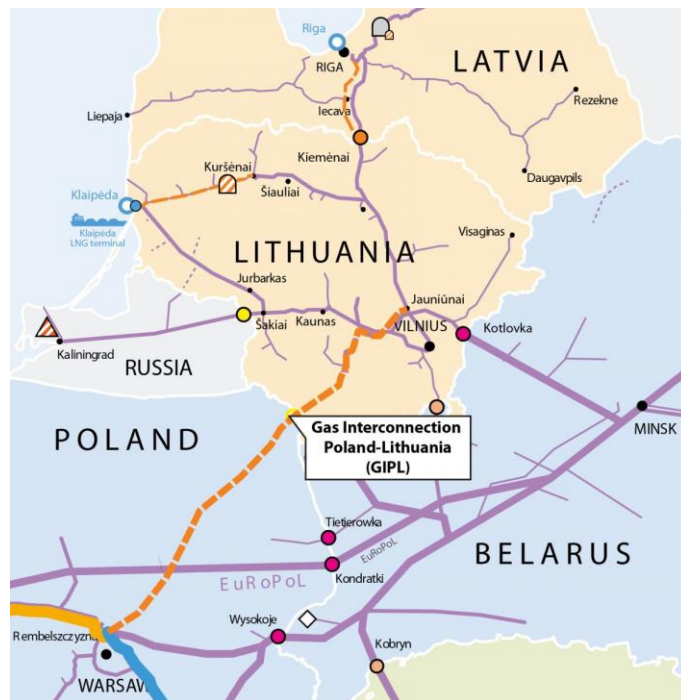 Riga
RIGA
LATVIA
Iecava
Rezekne
Liepaja
Kiemėnai
Kuršėnai
Daugavpils
Šiauliai
Klaipėda
Klaipėda
LNG terminal
Visaginas
LITHUANIA
Jurbarkas
Jauniūnai
Šakiai
Kaunas
VILNIUS
Kotlovka
Kaliningrad
RUSSIA
POLAND
Gas Interconnection
Poland-Lithuania
(GIPL)
MINSK
Tietierowka
EuRoPoL
BELARUS
EuRoPoL
Kondratki
Rembelszczyzna
Wysokoje
Kobryn
WARSAW